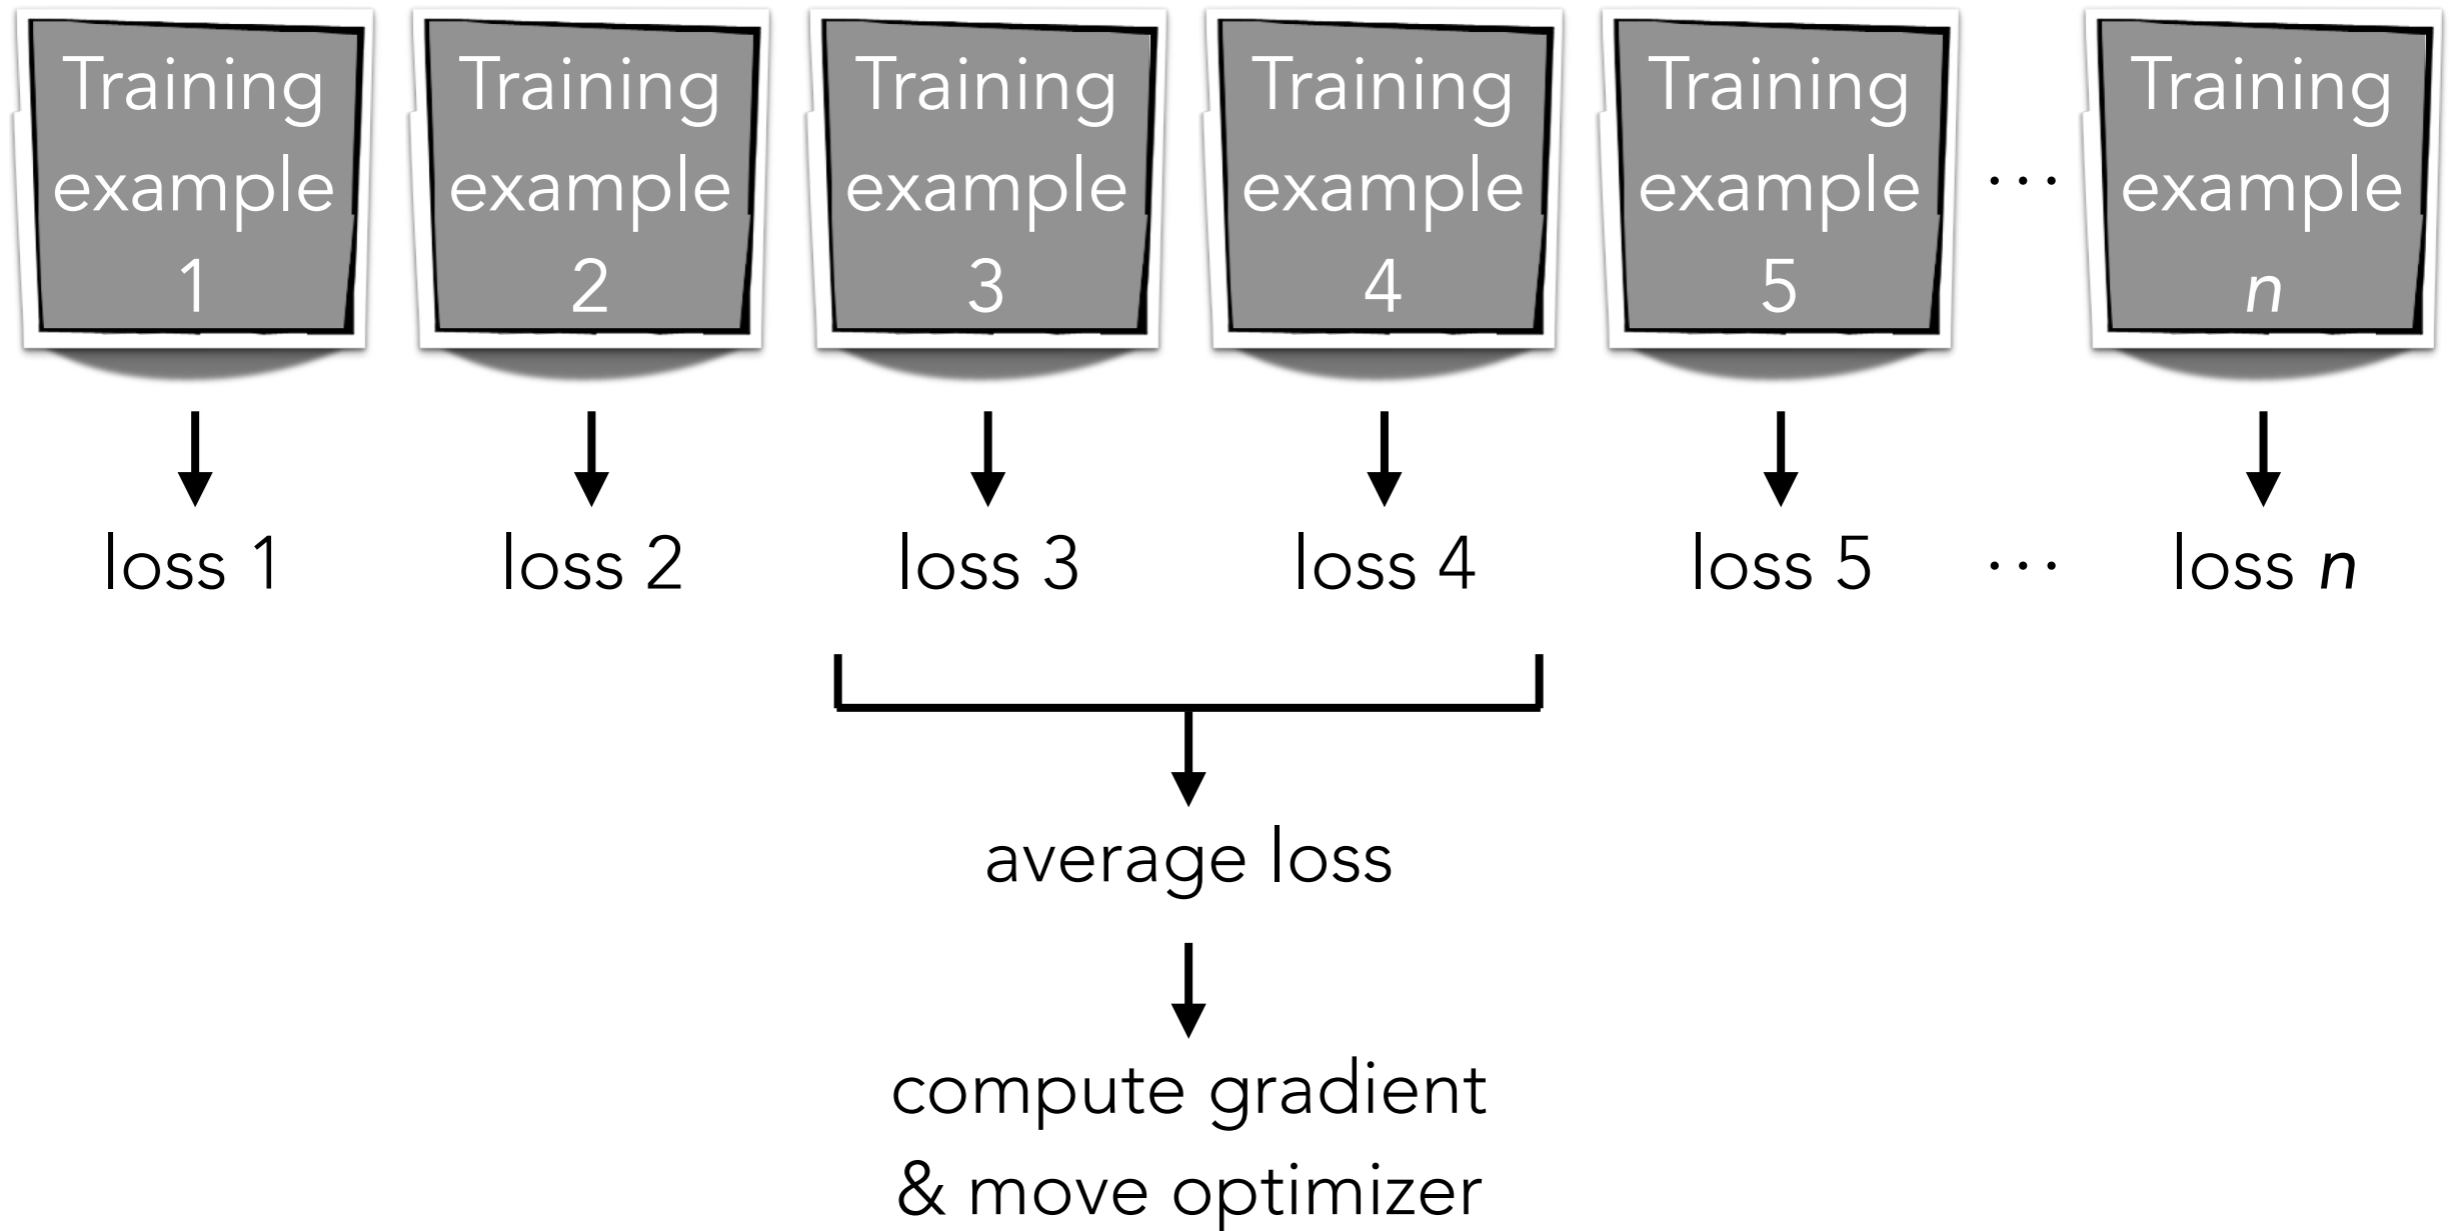 Training
example
1
Training
example
2
Training
example
3
Training
example
4
Training
example
5
...
Training
example
n
loss 1
loss 2
loss 3
loss 4
loss 5
...
loss n
average loss
compute gradient
& move optimizer